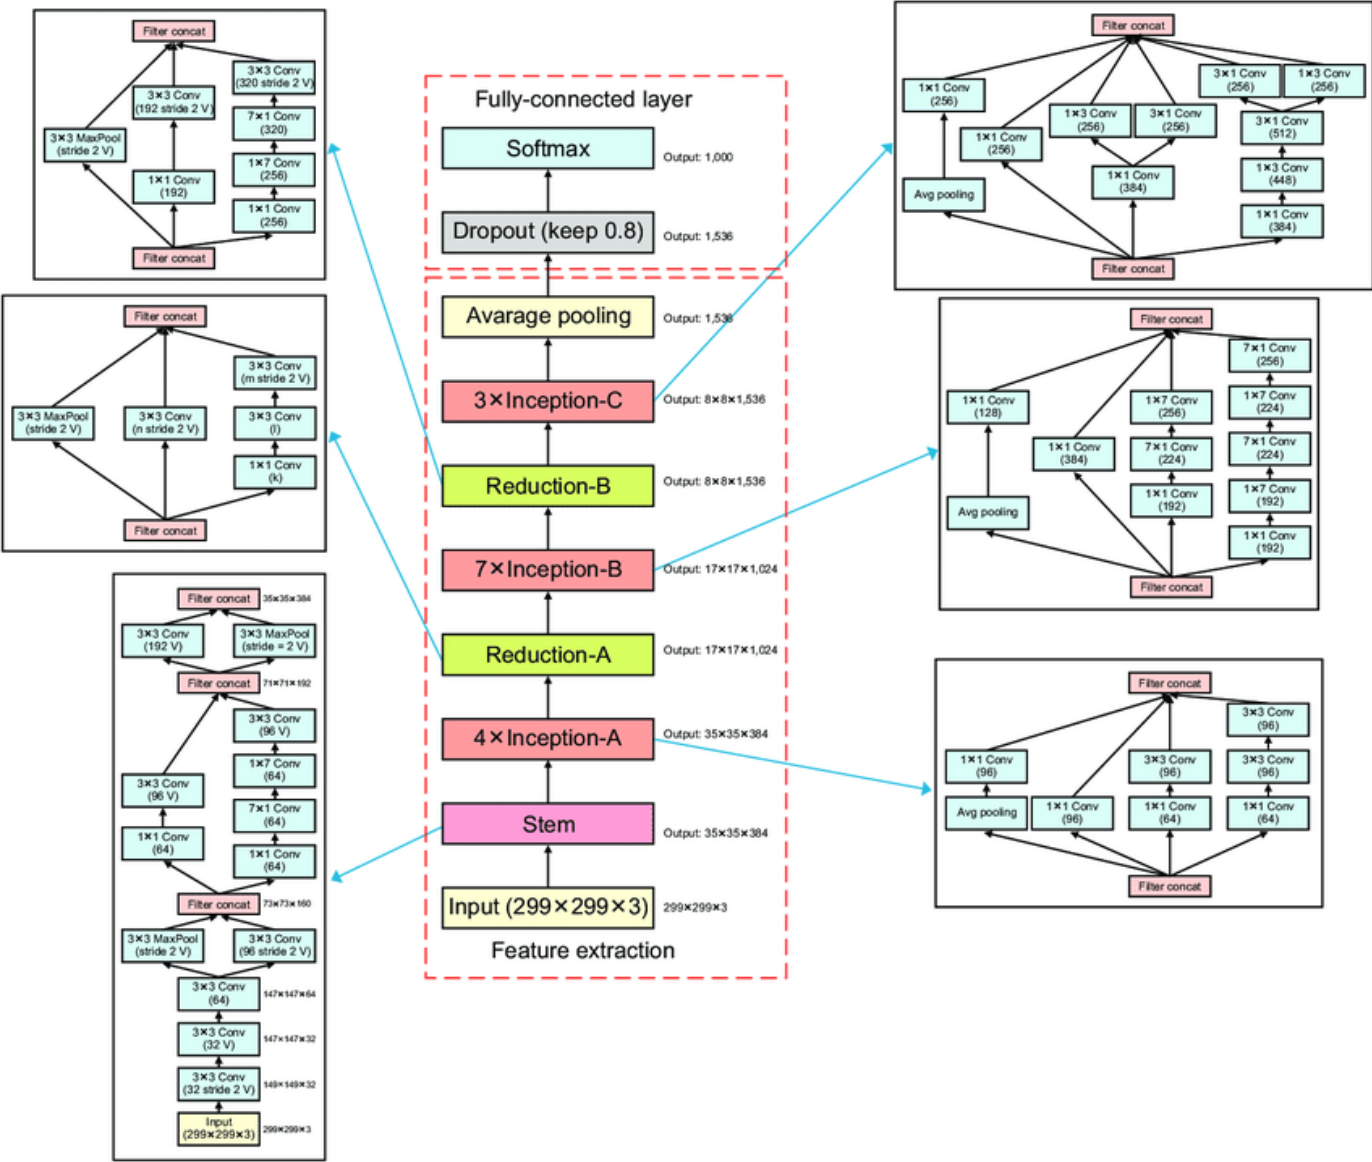 Filter concat
3×3 Conv
(320 stride 2 V)
3×3 Conv
(192 stride 2 V)
7×1 Conv
(320)
3×3 MaxPool
(stride 2 V)
1×7 Conv
(256)
1×1 Conv
(192)
1×1 Conv
(256)
Filter concat
Filter concat
3×3 Conv
(m stride 2 V)
3×3 MaxPool
(stride 2 V)
3×3 Conv
(n stride 2 V)
3×3 Conv
(l)
1×1 Conv
(k)
Filter concat
Filter concat 35×35×384
3×3 Conv
(192 V)
3×3 MaxPool
(stride = 2 V)
Filter concat 71×71×192
3×3 Conv
(96 V)
1×7 Conv
(64)
3×3 Conv
(96 V)
7×1 Conv
(64)
1×1 Conv
(64)
1×1 Conv
(64)
Filter concat 73×73×160
3×3 MaxPool
(stride 2 V)
3×3 Conv
(96 stride 2 V)
3×3 Conv
(64)
147×147×64
3×3 Conv
(32 V)
147×147×32
3×3 Conv
(32 stride 2 V)
149×149×32
Input
(299×299×3)
299×299×3
Fully-connected layer
Softmax
Output: 1,000
Dropout (keep 0.8)
Output: 1,536
Avarage pooling
Output: 1,536
3×Inception-C
Output: 8×8×1,536
Reduction-B
Output: 8×8×1,536
7×Inception-B
Output: 17×17×1,024
Reduction-A
Output: 17×17×1,024
4×Inception-A
Output: 35×35×384
Stem
Output: 35×35×384
Input (299×299×3)
299×299×3
Feature extraction
Filter concat
3×1 Conv
(256)
1×3 Conv
(256)
1×1 Conv
(256)
1×3 Conv
(256)
3×1 Conv
(256)
3×1 Conv
(512)
1×1 Conv
(256)
1×3 Conv
(448)
1×1 Conv
(384)
Avg pooling
1×1 Conv
(384)
Filter concat
Filter concat
7×1 Conv
(256)
1×1 Conv
(128)
1×7 Conv
(256)
1×7 Conv
(224)
1×1 Conv
(384)
7×1 Conv
(224)
7×1 Conv
(224)
1×1 Conv
(192)
1×7 Conv
(192)
Avg pooling
1×1 Conv
(192)
Filter concat
Filter concat
3×3 Conv
(96)
1×1 Conv
(96)
3×3 Conv
(96)
3×3 Conv
(96)
Avg pooling
1×1 Conv
(96)
1×1 Conv
(64)
1×1 Conv
(64)
Filter concat